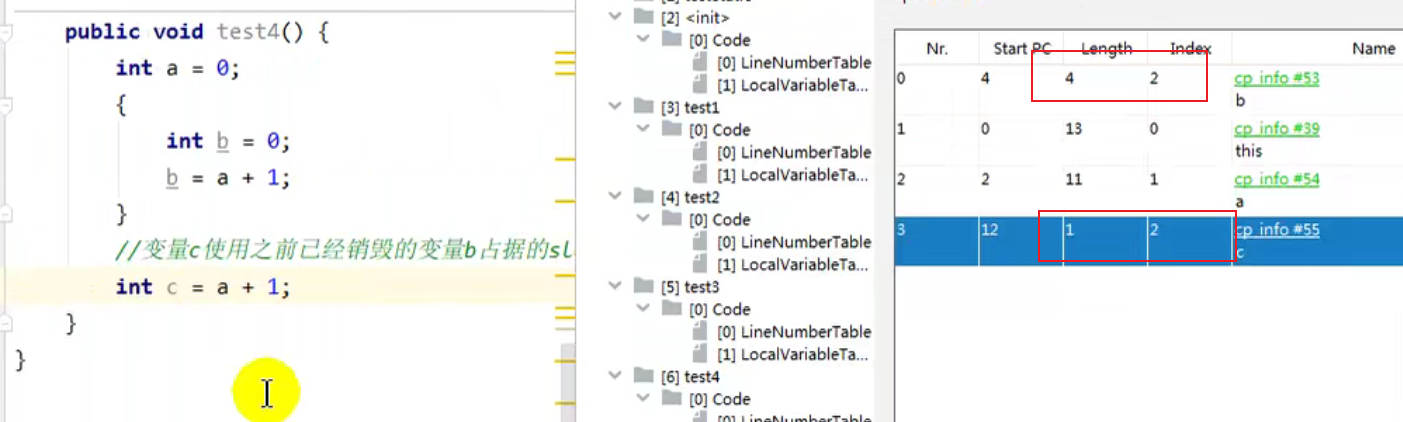 public void test4() {
int a = 0;
{
int b = 0;
b = a + 1;
}
//变量c使用之前已经销毁的变量b占据的sl
int c = a + 1;
}
}
[2] <init>
[0] Code
[0] LineNumberTable
[1] LocalVariableTa...
[3] test1
[0] Code
[0] LineNumberTable
[1] LocalVariableTa...
[4] test2
[0] Code
[0] LineNumberTable
[1] LocalVariableTa...
[5] test3
[0] Code
[0] LineNumberTable
[1] LocalVariableTa...
[6] test4
[0] Code
[0] LineNumberTable
Nr. Start PC Length Index Name
0 4 4 2 cp_info #53
b
1 0 13 0 cp_info #39
this
2 2 11 1 cp_info #54
a
3 12 1 2 cp_info #55
c